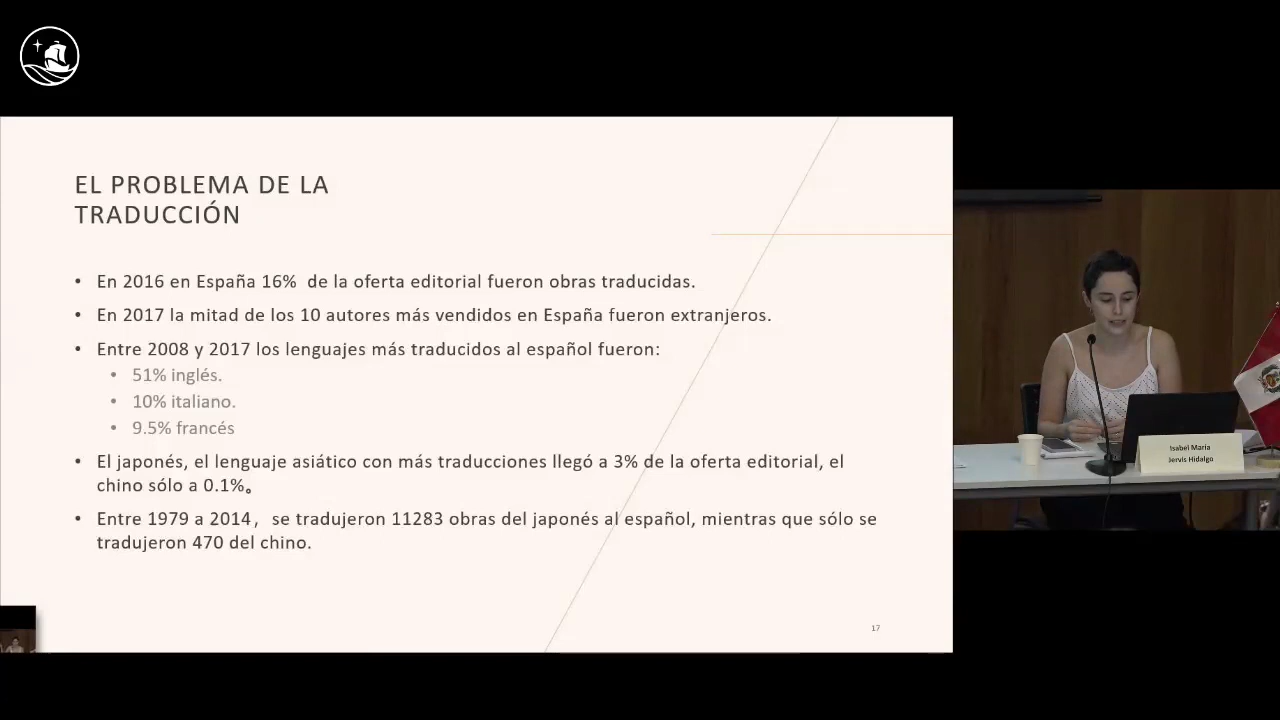 EL PROBLEMA DE LA
TRADUCCIÓN
• En 2016 en España 16%  de la oferta editorial fueron obras traducidas.
• En 2017 la mitad de los 10 autores más vendidos en España fueron extranjeros.
• Entre 2008 y 2017 los lenguajes más traducidos al español fueron:
• 51% inglés.
• 10% italiano.
• 9.5% francés
• El japonés, el lenguaje asiático con más traducciones llegó a 3% de la oferta editorial, el
chino sólo a 0.1%。
• Entre 1979 a 2014， se tradujeron 11283 obras del japonés al español, mientras que sólo se
tradujeron 470 del chino.
17
Isabel María
Jervis Hidalgo